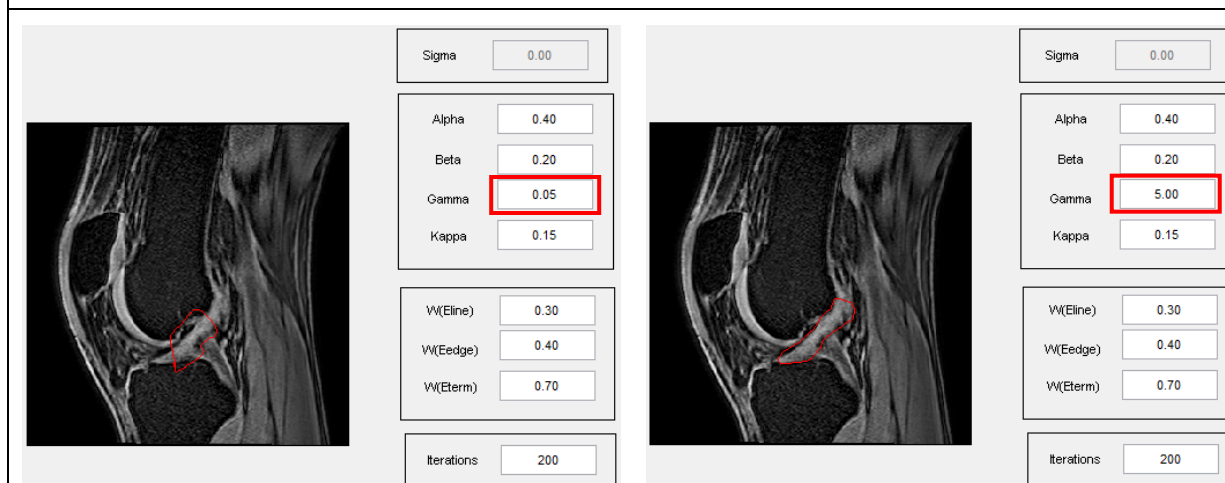 Sigma 0.00
Alpha 0.40
Beta 0.20
Gamma 0.05
Kappa 0.15
W(Eline) 0.30
W(Eedge) 0.40
W(Eterm) 0.70
Iterations 200
Sigma 0.00
Alpha 0.40
Beta 0.20
Gamma 5.00
Kappa 0.15
W(Eline) 0.30
W(Eedge) 0.40
W(Eterm) 0.70
Iterations 200